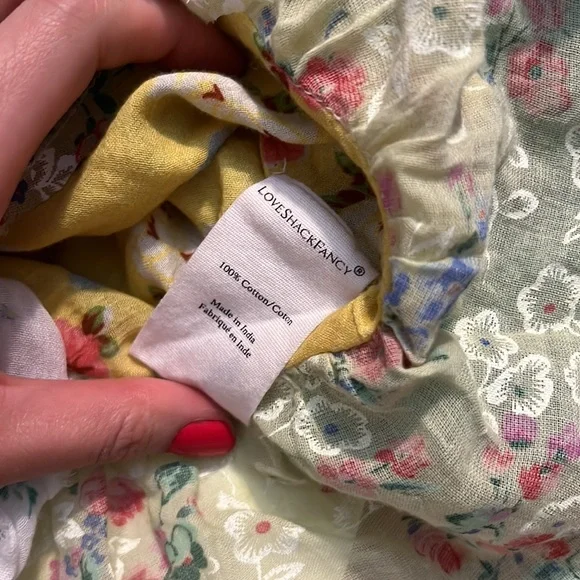 LoveShackFancy®
100% Cotton/Coton
Made in India
Fabriqué en Inde